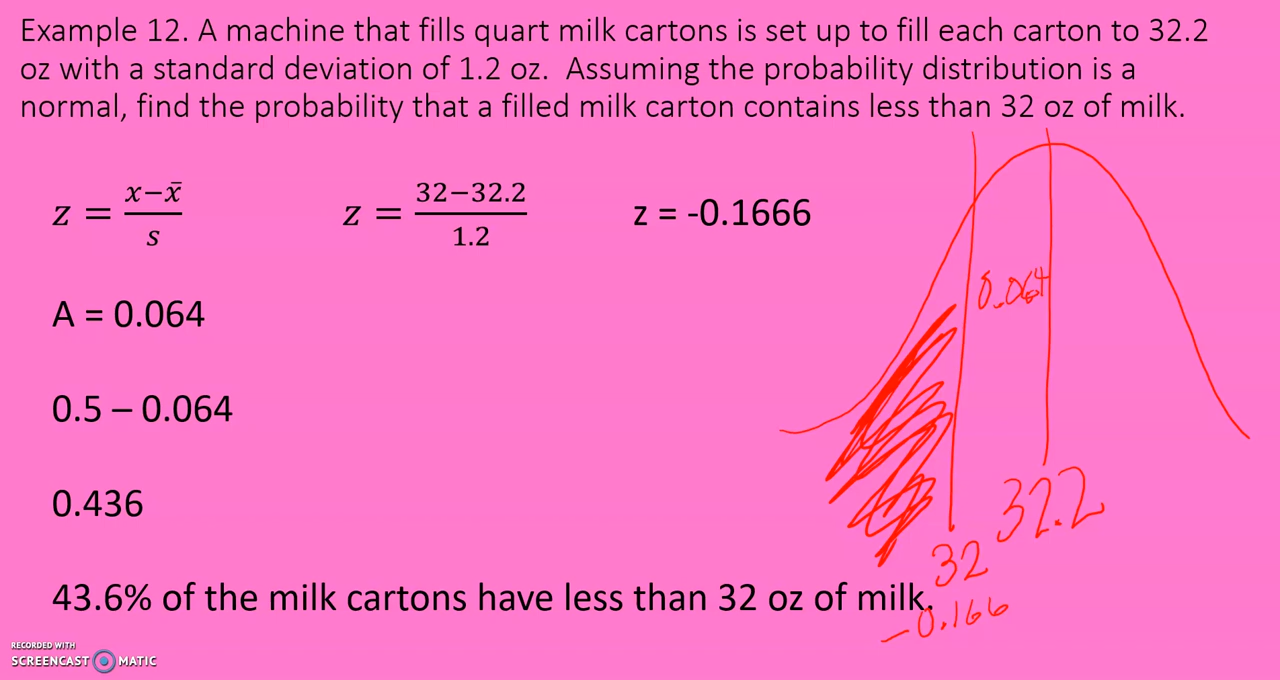 Example 12. A machine that fills quart milk cartons is set up to fill each carton to 32.2
oz with a standard deviation of 1.2 oz.  Assuming the probability distribution is a
normal, find the probability that a filled milk carton contains less than 32 oz of milk.
z = \frac{x-\bar{x}}{s}
z = \frac{32-32.2}{1.2}
z = -0.1666
A = 0.064
0.064
0.5 – 0.064
0.436
32.2
32
43.6% of the milk cartons have less than 32 oz of milk.
-0.166
RECORDED WITH
SCREENCAST MATIC